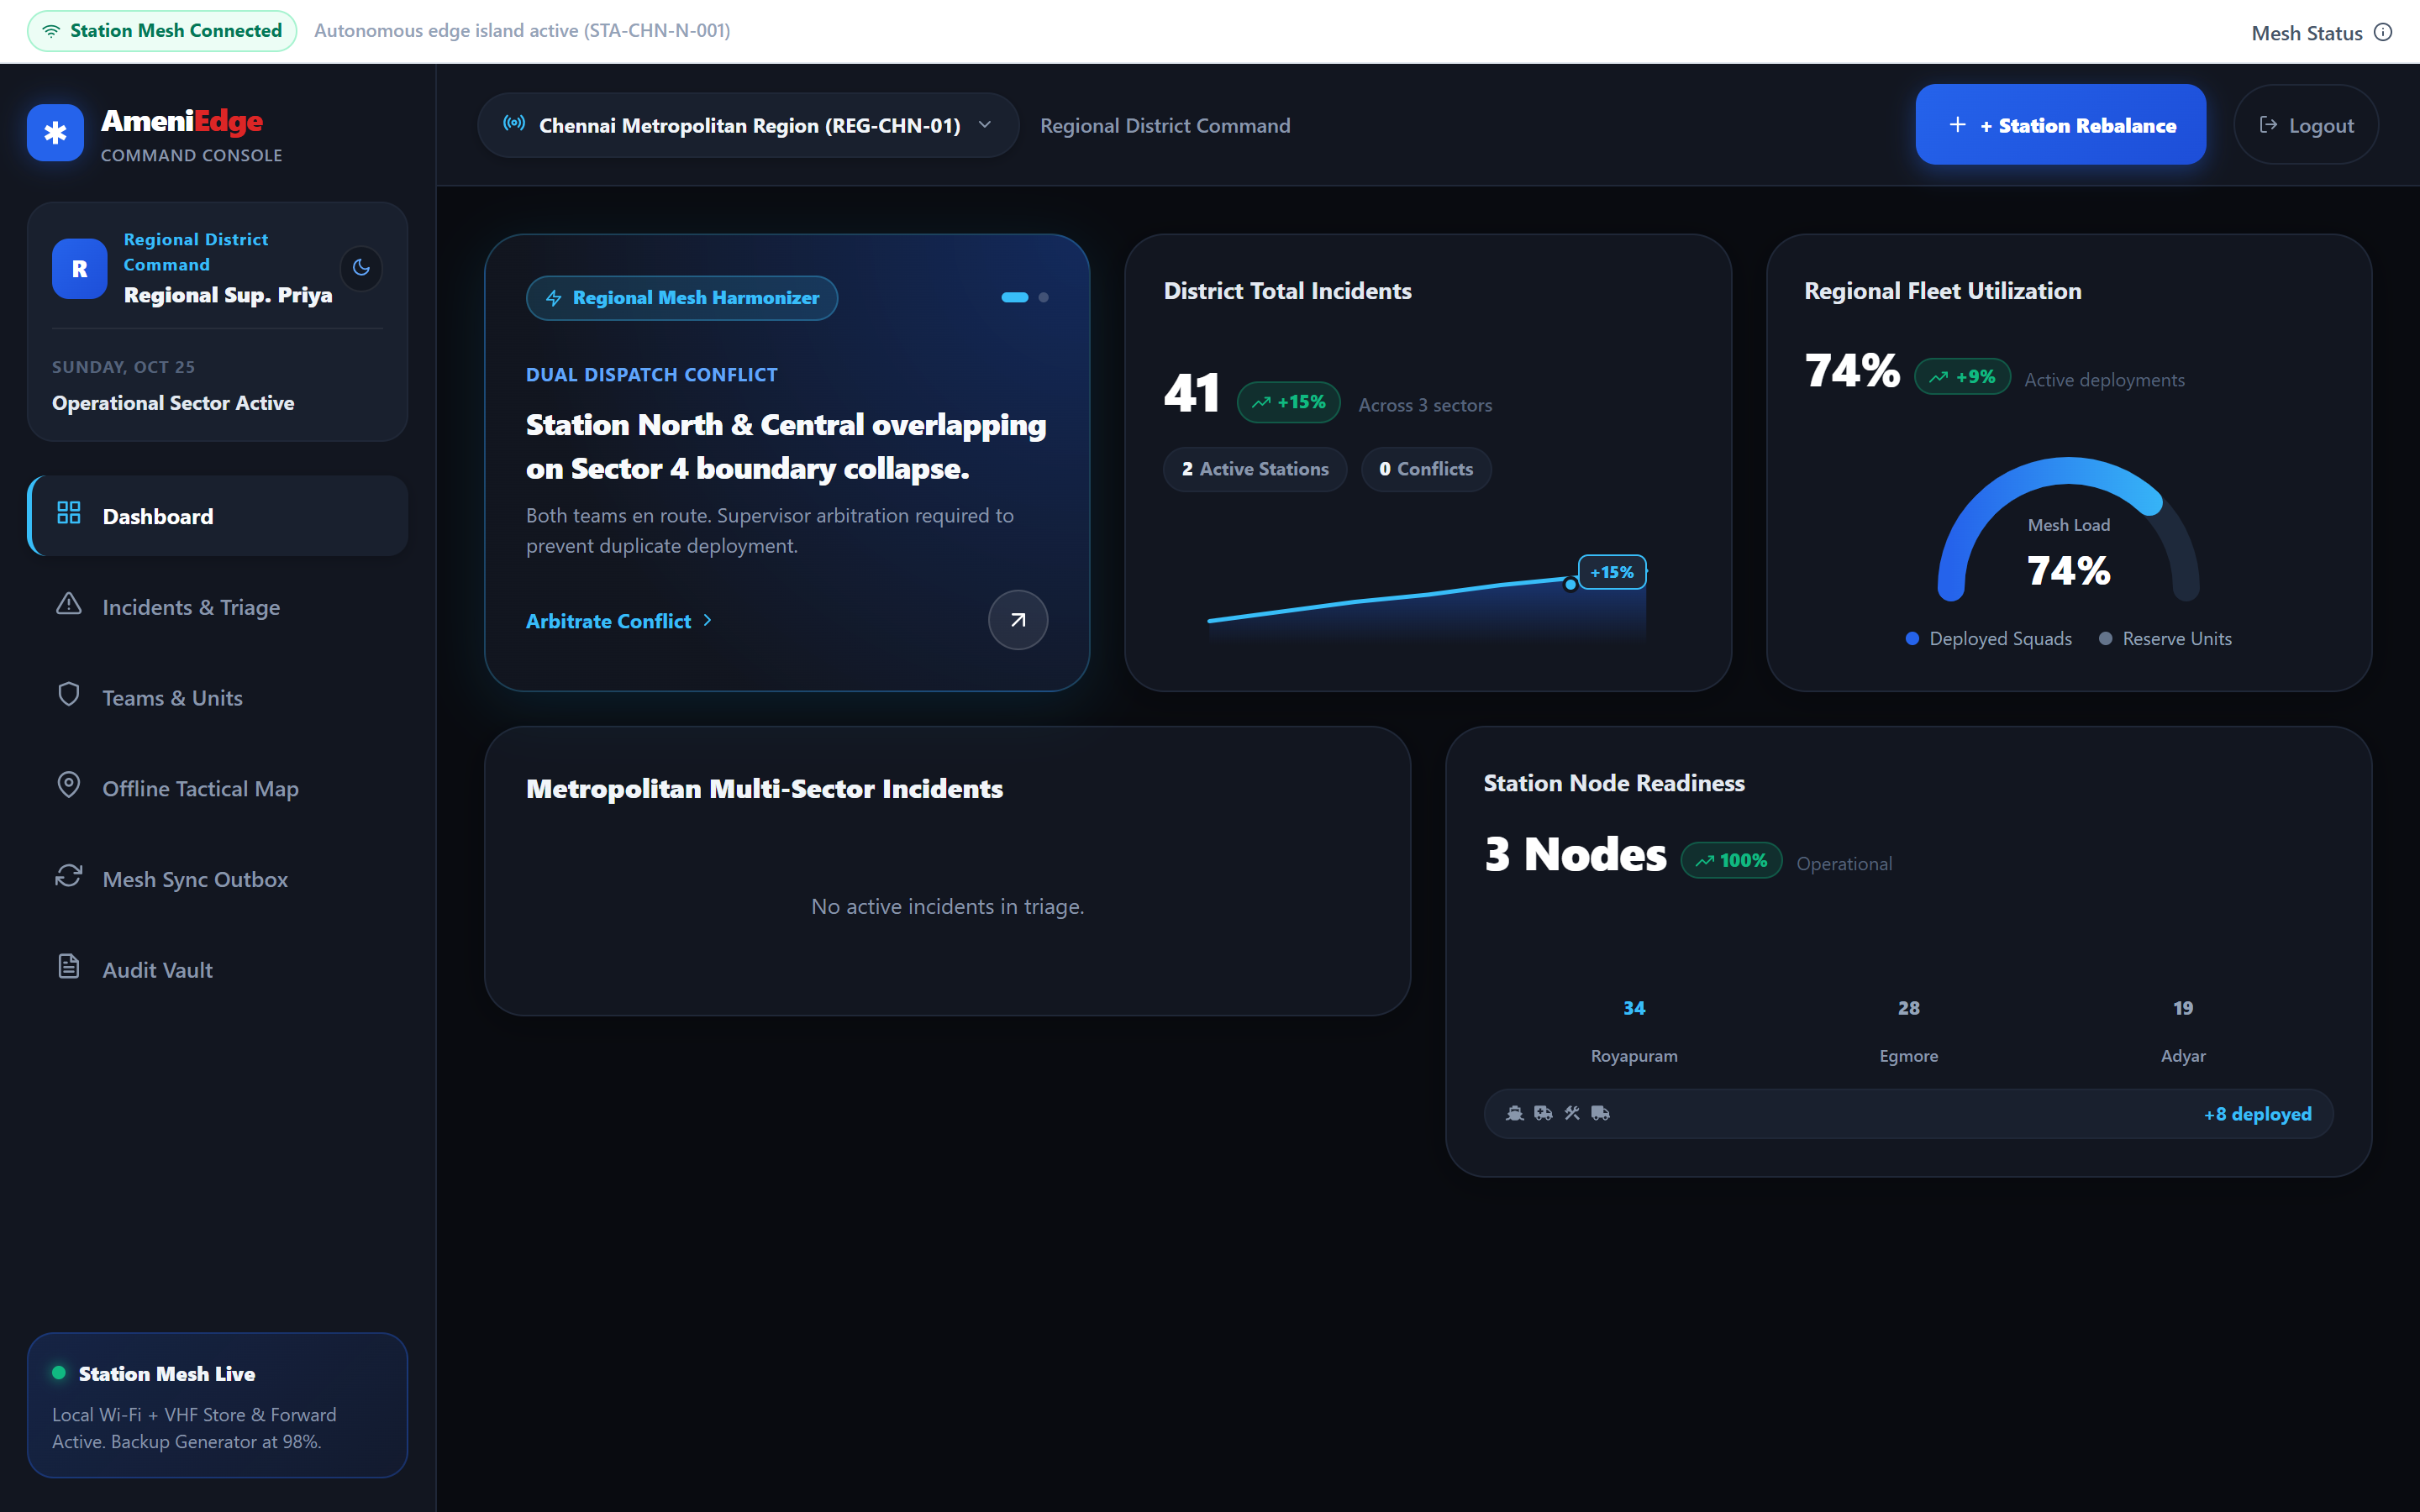 Station Mesh Connected
Autonomous edge island active (STA-CHN-N-001)
Mesh Status
AmeniEdge
COMMAND CONSOLE
R
Regional District
Command
Regional Sup. Priya
SUNDAY, OCT 25
Operational Sector Active
Dashboard
Incidents & Triage
Teams & Units
Offline Tactical Map
Mesh Sync Outbox
Audit Vault
Station Mesh Live
Local Wi-Fi + VHF Store & Forward
Active. Backup Generator at 98%.
Chennai Metropolitan Region (REG-CHN-01)
Regional District Command
+ Station Rebalance
Logout
Regional Mesh Harmonizer
DUAL DISPATCH CONFLICT
Station North & Central overlapping
on Sector 4 boundary collapse.
Both teams en route. Supervisor arbitration required to
prevent duplicate deployment.
Arbitrate Conflict
District Total Incidents
41 +15% Across 3 sectors
2 Active Stations 0 Conflicts
+15%
Regional Fleet Utilization
74% +9% Active deployments
Mesh Load
74%
Deployed Squads Reserve Units
Metropolitan Multi-Sector Incidents
No active incidents in triage.
Station Node Readiness
3 Nodes 100% Operational
34 28 19
Royapuram Egmore Adyar
+8 deployed